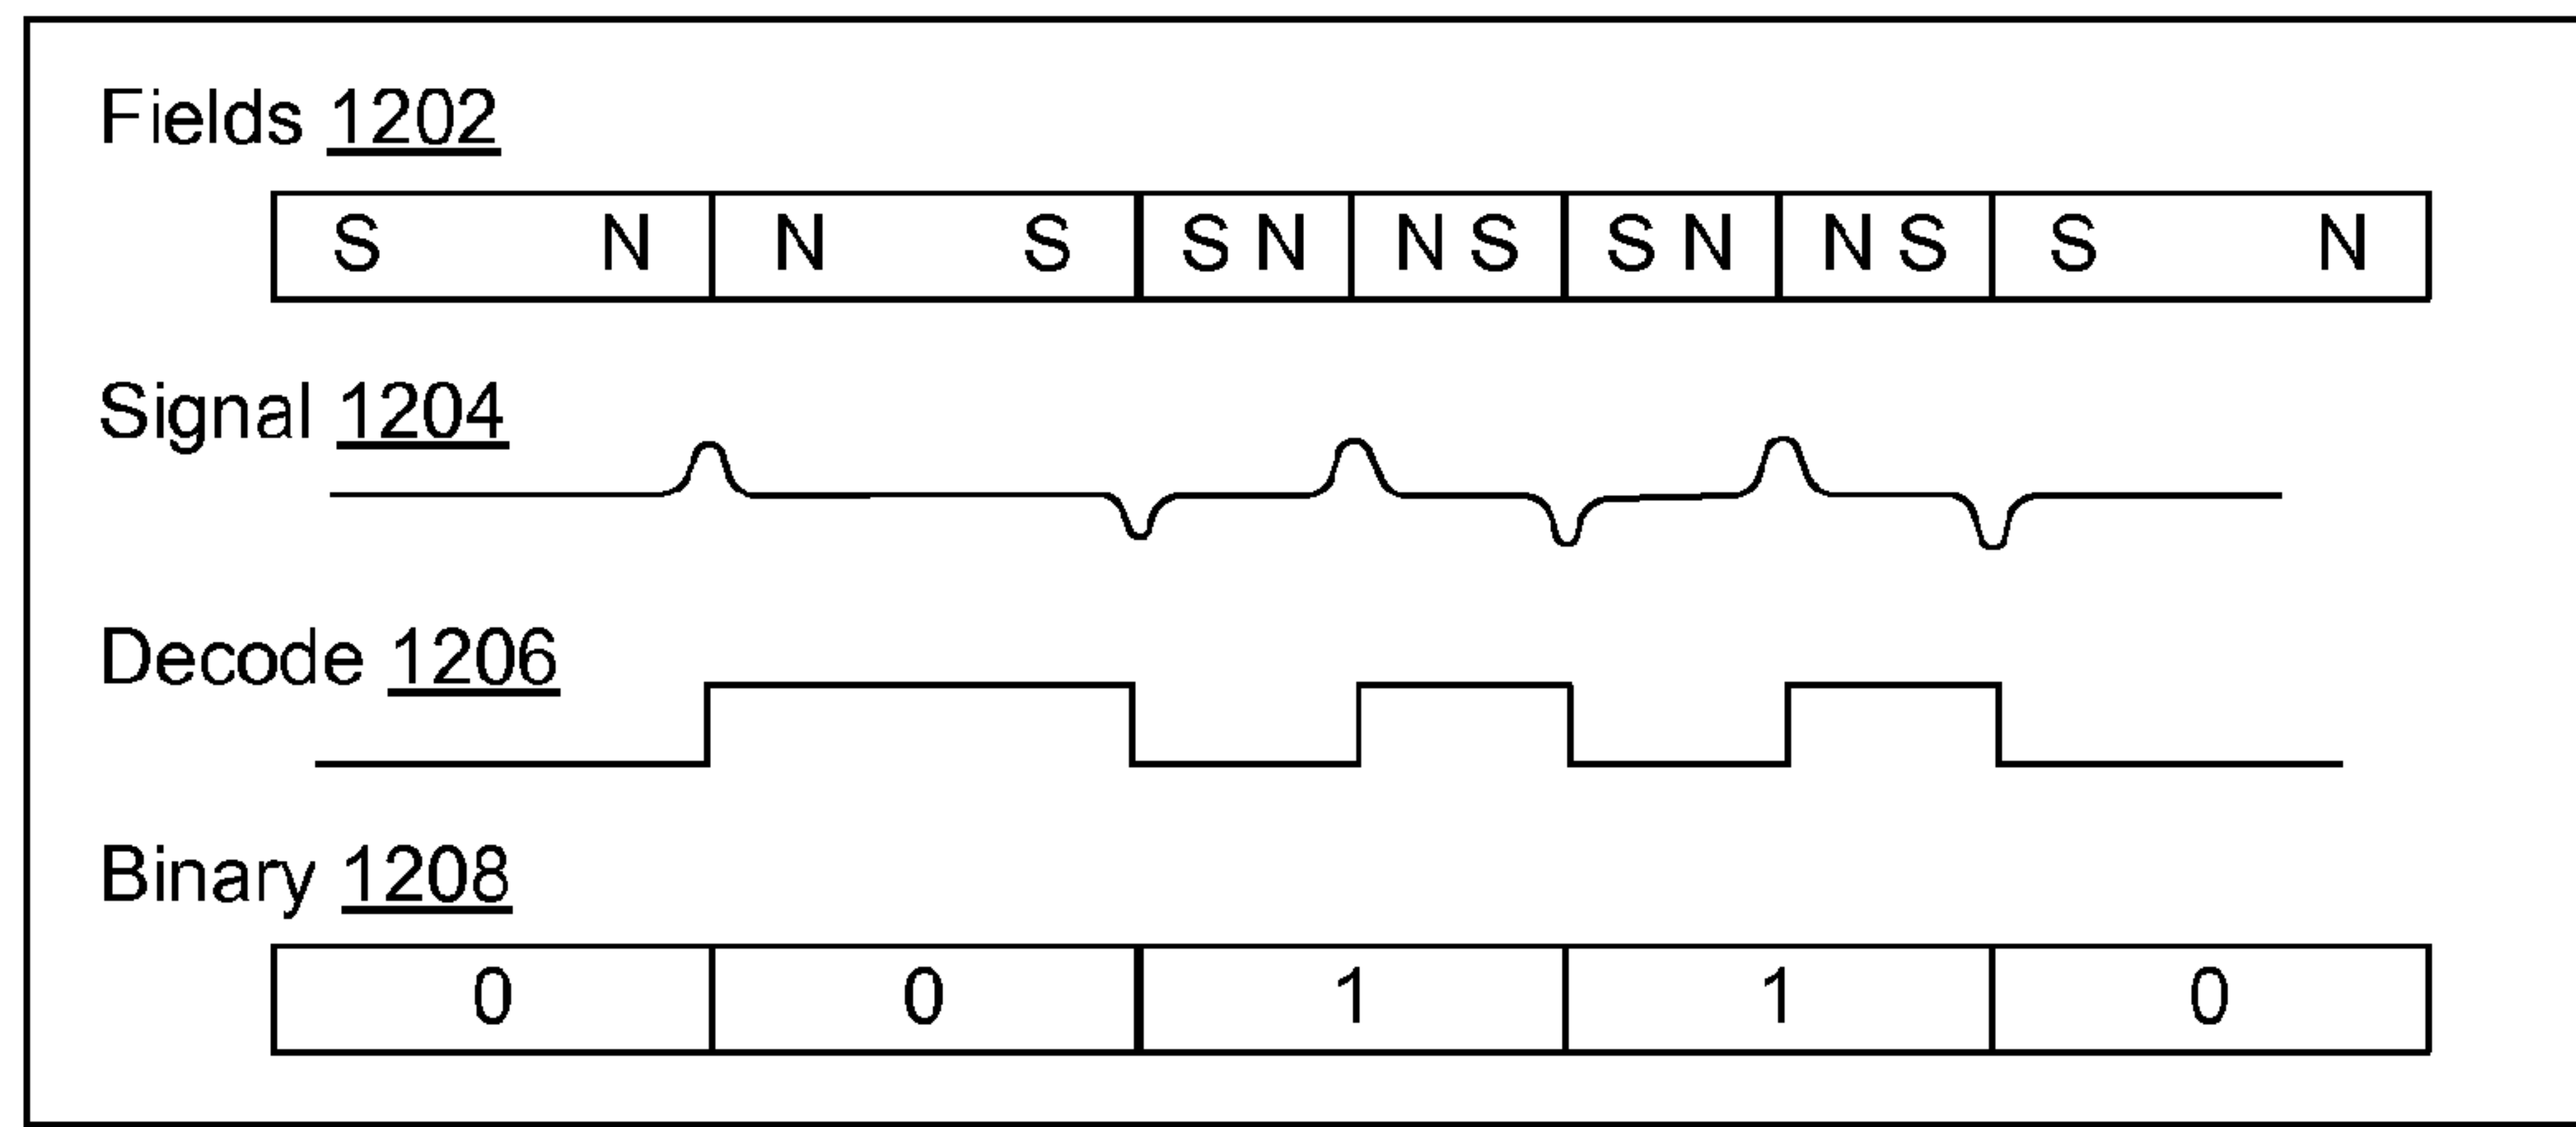 Fields 1202
S N N S S N N S S N N S S N
Signal 1204
Decode 1206
Binary 1208
0 0 1 1 0